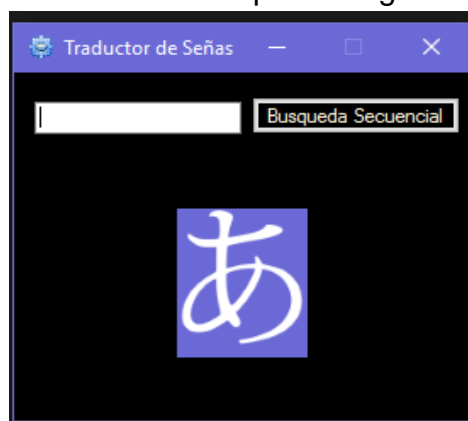 Traductor de Señas
Busqueda Secuencial
あ